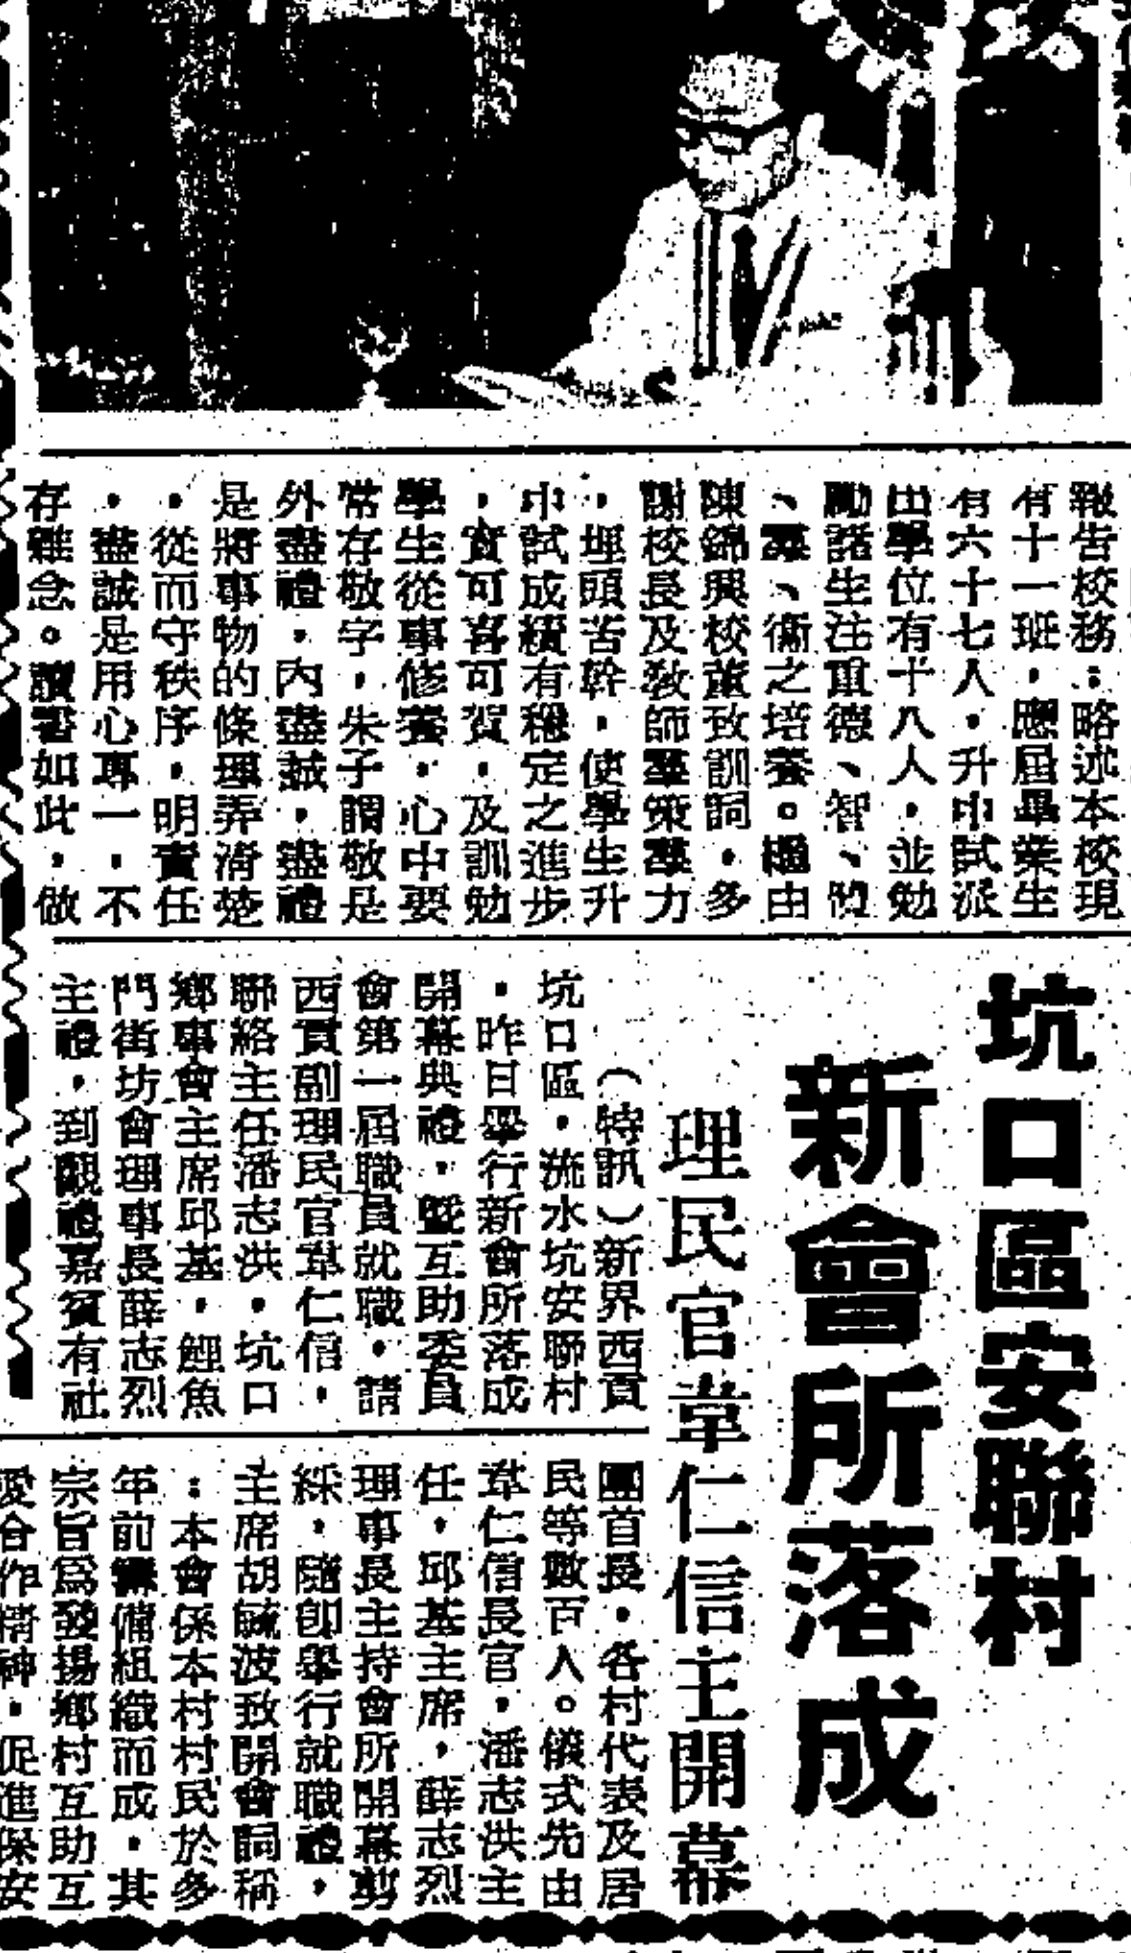 報告校務：略述本校現
有十一班，應屆畢業生
有六十七人，升中試派
出學位有十八人，並勉
勵諸生注重德、智、體
、羣、衞之培養。繼由
陳錦興校董致訓詞，多
謝校長及敎師羣策羣力
，埋頭苦幹，使學生升
中試成績有穩定之進步
，實可喜可賀，及訓勉
學生從事修養，心中要
常存敬字，朱子謂敬是
外盡禮，內盡誠，盡禮
是將事物的條理弄清楚
，從而守秩序，明責任
，盡誠是用心專一，不
存雜念。讀書如此，做
坑口區安聯村
新會所落成
理民官韋仁信主開幕
（特訊）新界西貢
坑口區，流水坑安聯村
，昨日舉行新會所落成
開幕典禮，暨互助委員
會第一屆職員就職，請
西貢副理民官韋仁信，
聯絡主任潘志洪，坑口
鄉事會主席邱基，鯉魚
門街坊會理事長薛志烈
主禮，到觀禮嘉賓有社
團首長，各村代表及居
民等數百人。儀式先由
韋仁信長官，潘志洪主
任，邱基主席，薛志烈
理事長主持會所開幕剪
綵，隨卽舉行就職禮，
主席胡毓波致開會詞稱
：本會係本村村民於多
年前籌備組織而成，其
宗旨爲發揚鄉村互助互
愛合作精神，促進保安